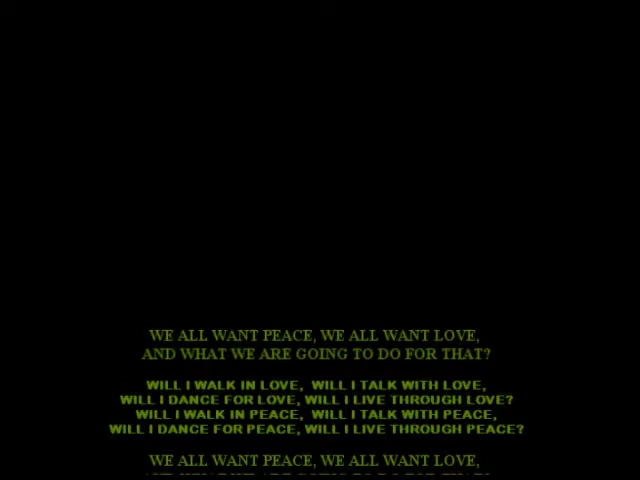 WE ALL WANT PEACE, WE ALL WANT LOVE,
AND WHAT WE ARE GOING TO DO FOR THAT?
WILL I WALK IN LOVE, WILL I TALK WITH LOVE,
WILL I DANCE FOR LOVE, WILL I LIVE THROUGH LOVE?
WILL I WALK IN PEACE, WILL I TALK WITH PEACE,
WILL I DANCE FOR PEACE, WILL I LIVE THROUGH PEACE?
WE ALL WANT PEACE, WE ALL WANT LOVE,